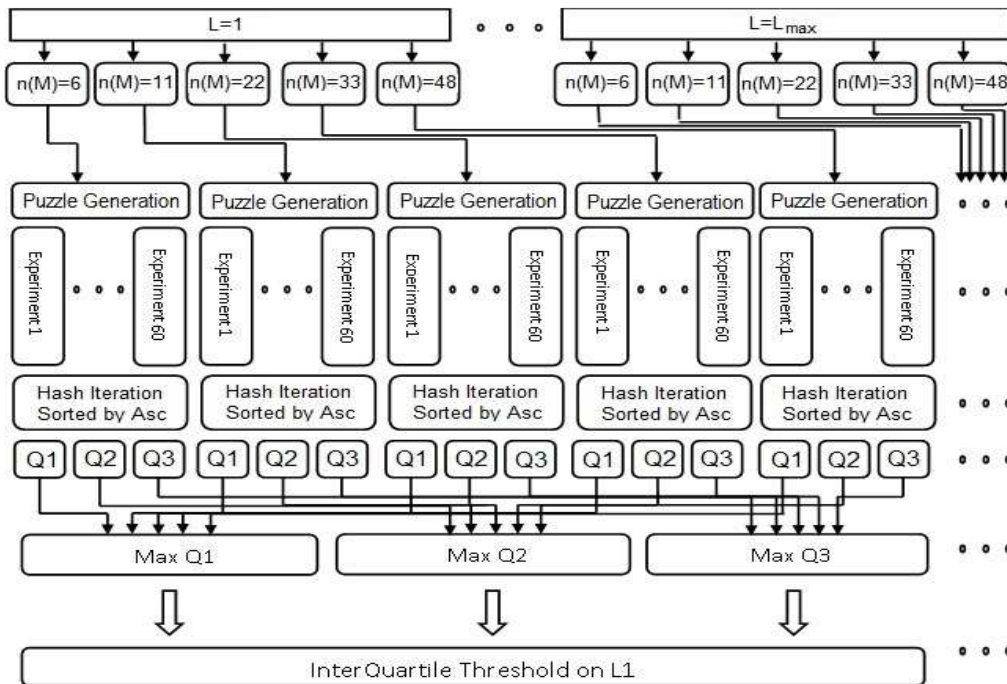 L=1
L=Lmax
n(M)=6
n(M)=11
n(M)=22
n(M)=33
n(M)=48
n(M)=6
n(M)=11
n(M)=22
n(M)=33
n(M)=48
Puzzle Generation
Puzzle Generation
Puzzle Generation
Puzzle Generation
Puzzle Generation
Experiment 1
Experiment 60
Experiment 1
Experiment 60
Experiment 1
Experiment 60
Experiment 1
Experiment 60
Experiment 1
Experiment 60
Hash Iteration
Sorted by Asc
Hash Iteration
Sorted by Asc
Hash Iteration
Sorted by Asc
Hash Iteration
Sorted by Asc
Hash Iteration
Sorted by Asc
Q1
Q2
Q3
Q1
Q2
Q3
Q1
Q2
Q3
Q1
Q2
Q3
Q1
Q2
Q3
Max Q1
Max Q2
Max Q3
InterQuartile Threshold on L1